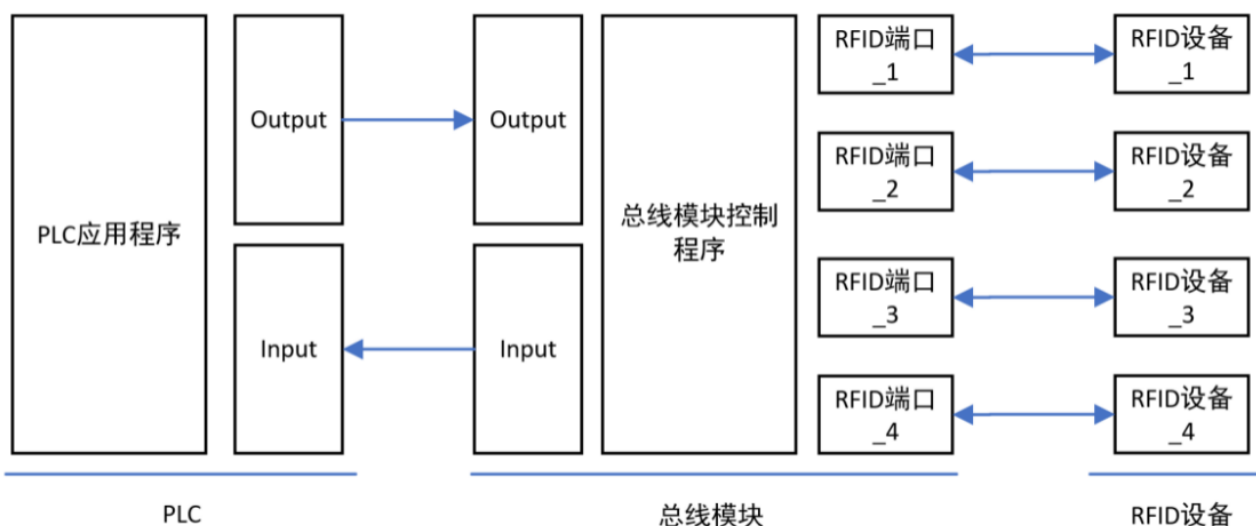 PLC应用程序
Output
Input
Output
Input
总线模块控制
程序
RFID端口
_1
RFID端口
_2
RFID端口
_3
RFID端口
_4
RFID设备
_1
RFID设备
_2
RFID设备
_3
RFID设备
_4
PLC
总线模块
RFID设备